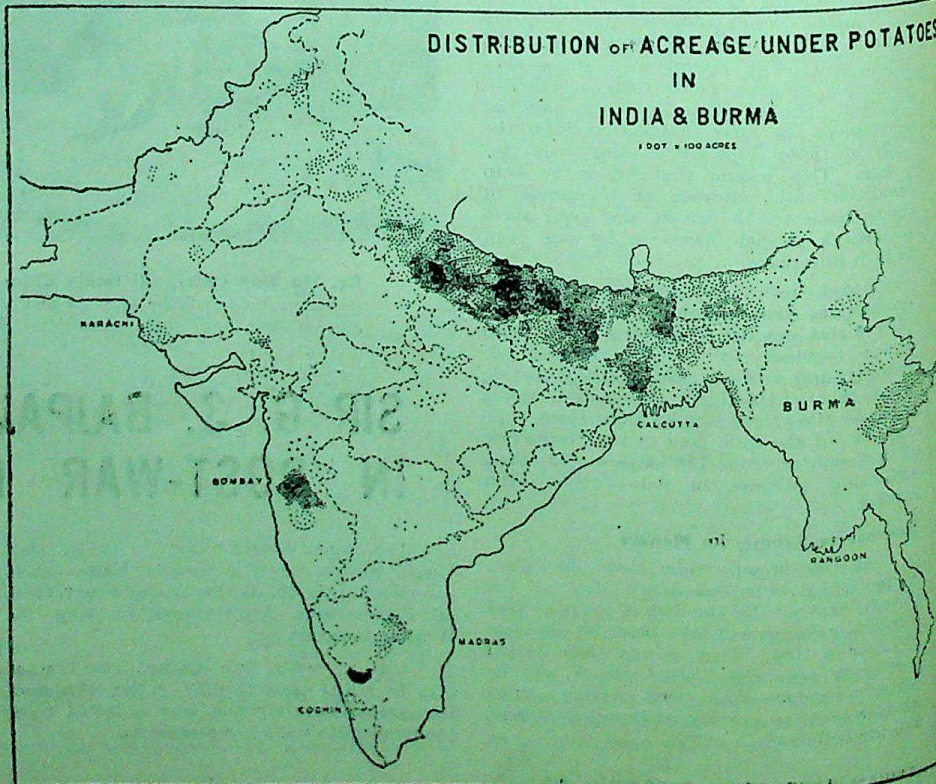 DISTRIBUTION OF ACREAGE UNDER POTATOES
IN
INDIA & BURMA
1 DOT = 100 ACRES
KARACHI
BURMA
CALCUTTA
BOMBAY
RANGOON
MADRAS
COCHIN